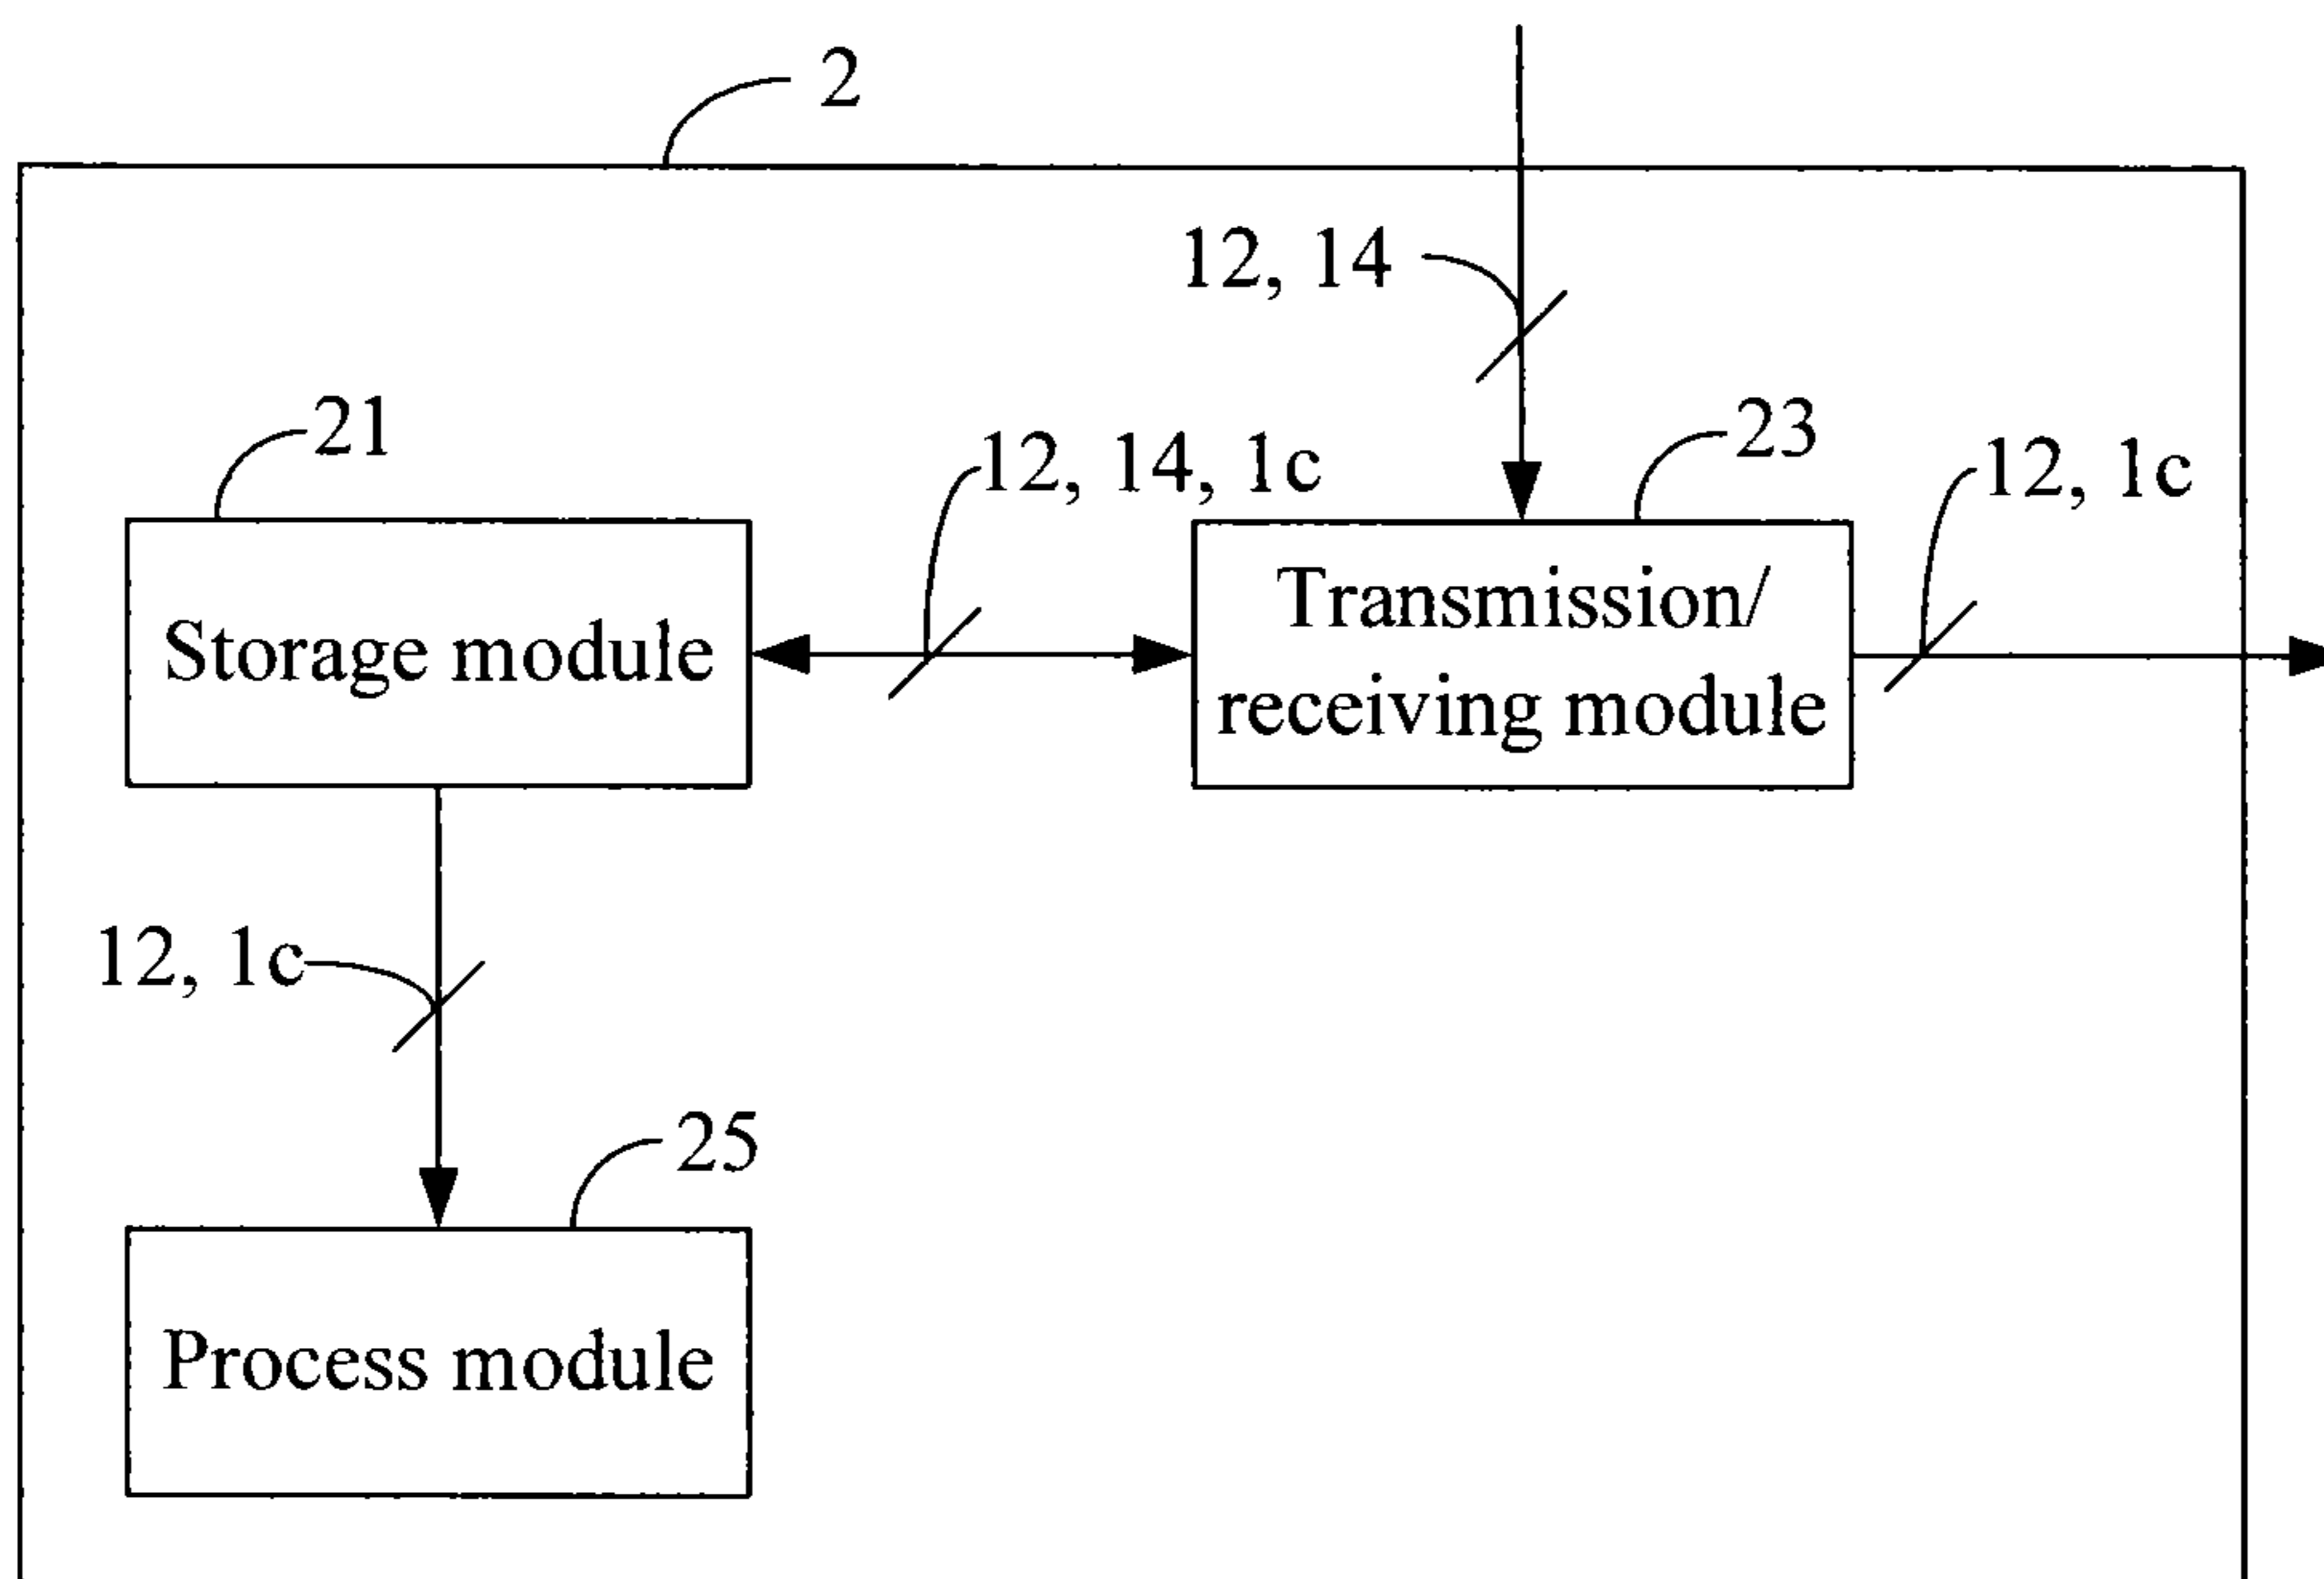 2
12, 14
21
12, 14, 1c
23
12, 1c
Storage module
Transmission/
receiving module
12, 1c
25
Process module